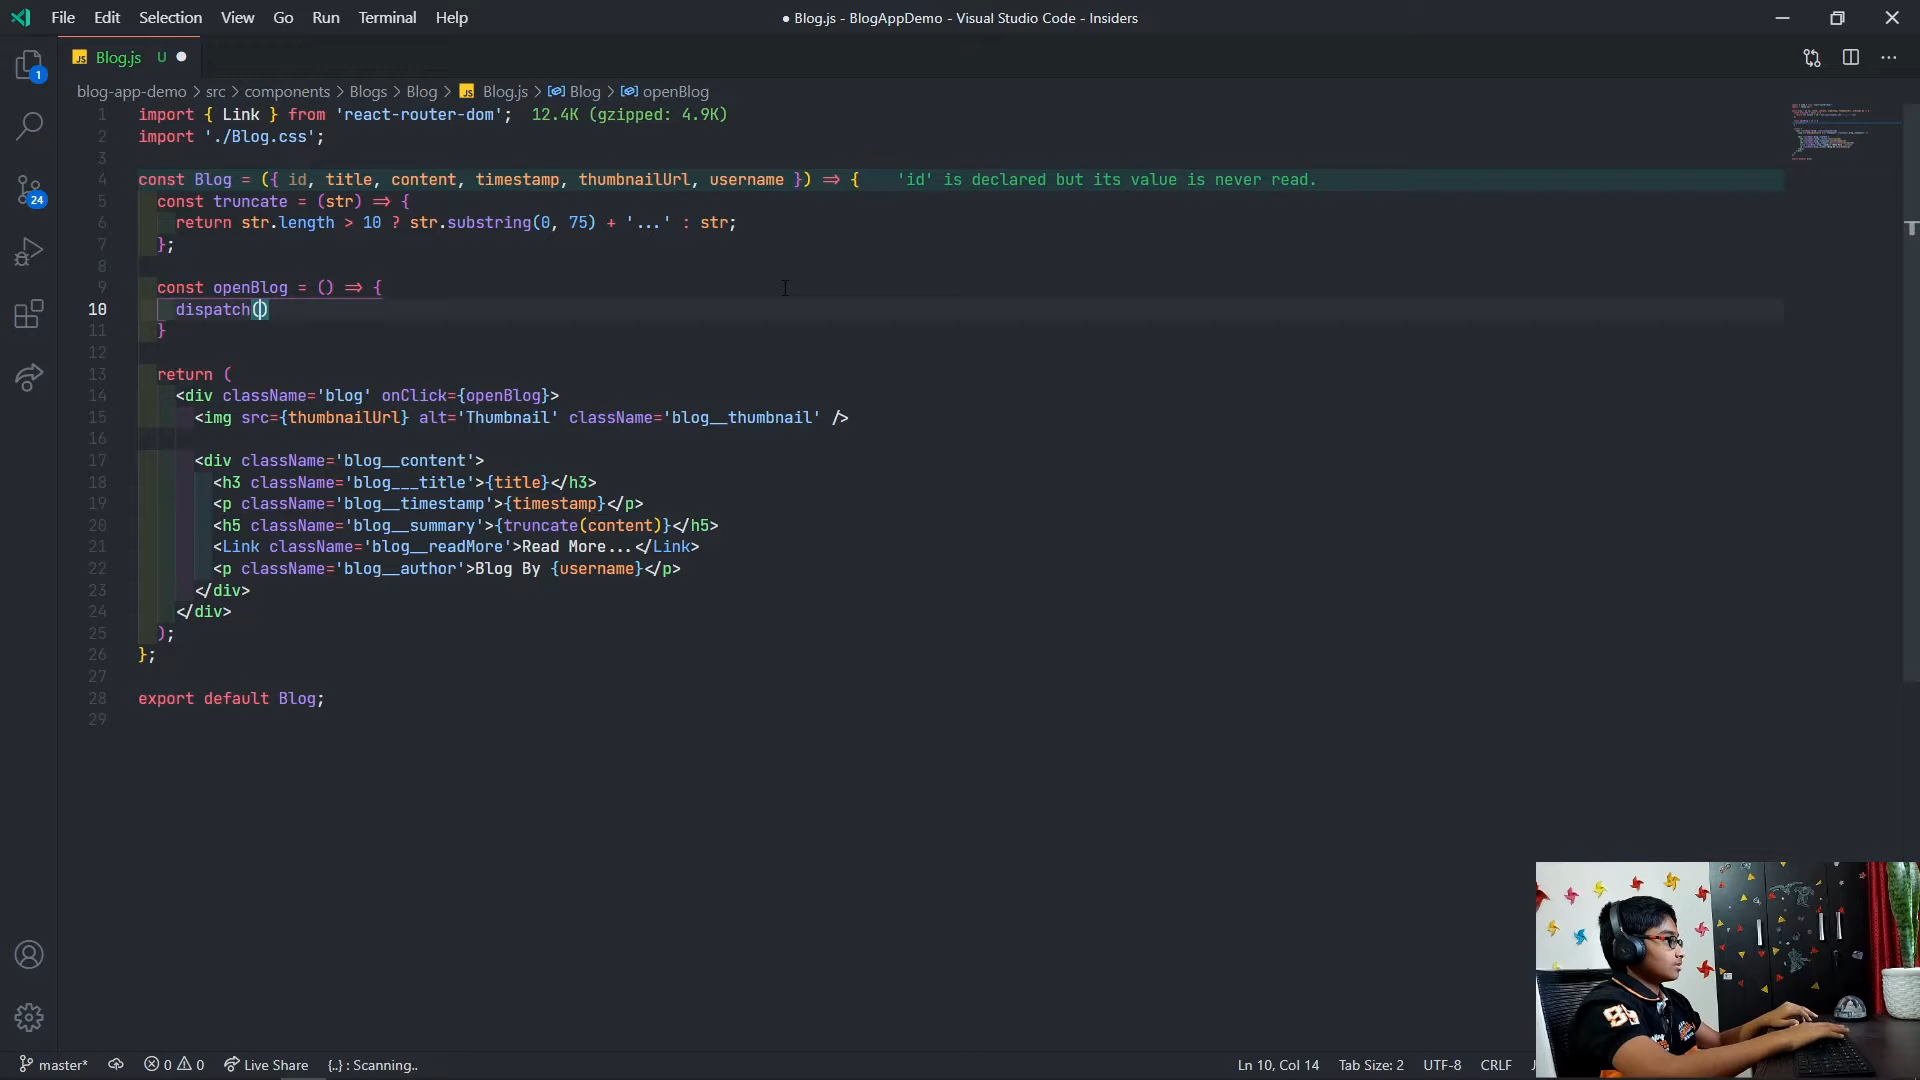 File Edit Selection View Go Run Terminal Help
● Blog.js - BlogAppDemo - Visual Studio Code - Insiders
JS Blog.js U ●
1
24
blog-app-demo > src > components > Blogs > Blog > JS Blog.js > Blog > openBlog
1 import { Link } from 'react-router-dom'; 12.4K (gzipped: 4.9K)
2 import './Blog.css';
3
4 const Blog = ({ id, title, content, timestamp, thumbnailUrl, username }) => { 'id' is declared but its value is never read.
5 const truncate = (str) => {
6 return str.length > 10 ? str.substring(0, 75) + '...' : str;
7 };
8
9 const openBlog = () => {
10 dispatch()
11 }
12
13 return (
14 <div className='blog' onClick={openBlog}>
15 <img src={thumbnailUrl} alt='Thumbnail' className='blog__thumbnail' />
16
17 <div className='blog__content'>
18 <h3 className='blog___title'>{title}</h3>
19 <p className='blog__timestamp'>{timestamp}</p>
20 <h5 className='blog__summary'>{truncate(content)}</h5>
21 <Link className='blog__readMore'>Read More...</Link>
22 <p className='blog__author'>Blog By {username}</p>
23 </div>
24 </div>
25 );
26 };
27
28 export default Blog;
29
master* 0 0 Live Share {..} : Scanning.. Ln 10, Col 14 Tab Size: 2 UTF-8 CRLF